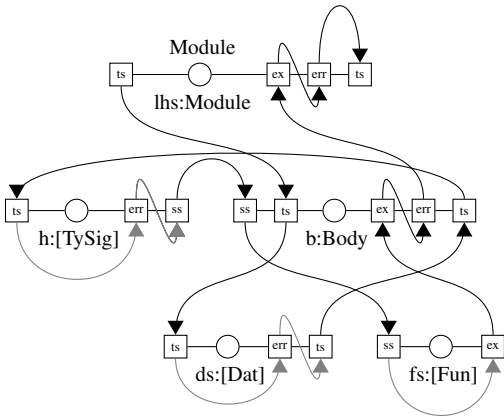 Module
ts ex err ts
lhs:Module
ts err ss ss ts ex err ts
h:[TySig] b:Body
ts err ts ss ex
ds:[Dat] fs:[Fun]